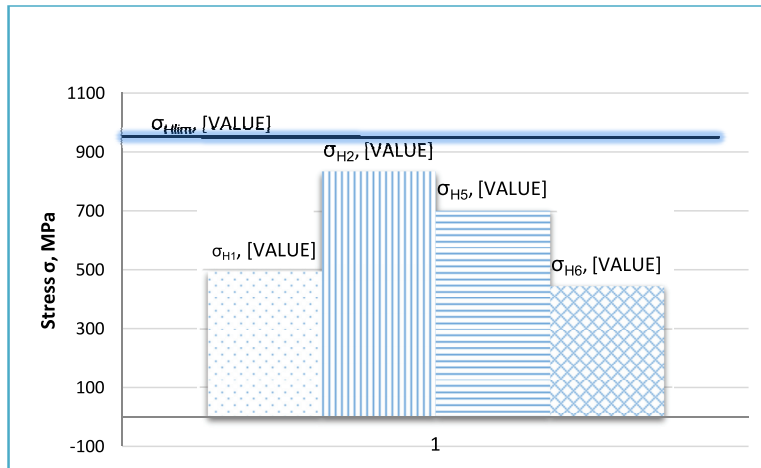 1100
σHlim, [VALUE]
900
σH2, [VALUE]
700
σH5, [VALUE]
σH1, [VALUE]
500
σH6, [VALUE]
300
100
-100
1
Stress σ, MPa